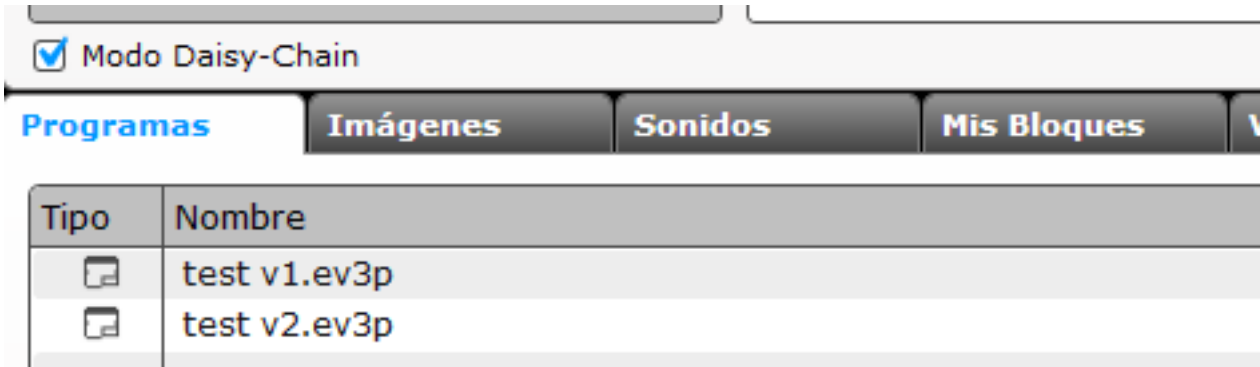 Modo Daisy-Chain
Programas Imágenes Sonidos Mis Bloques
Tipo Nombre
test v1.ev3p
test v2.ev3p